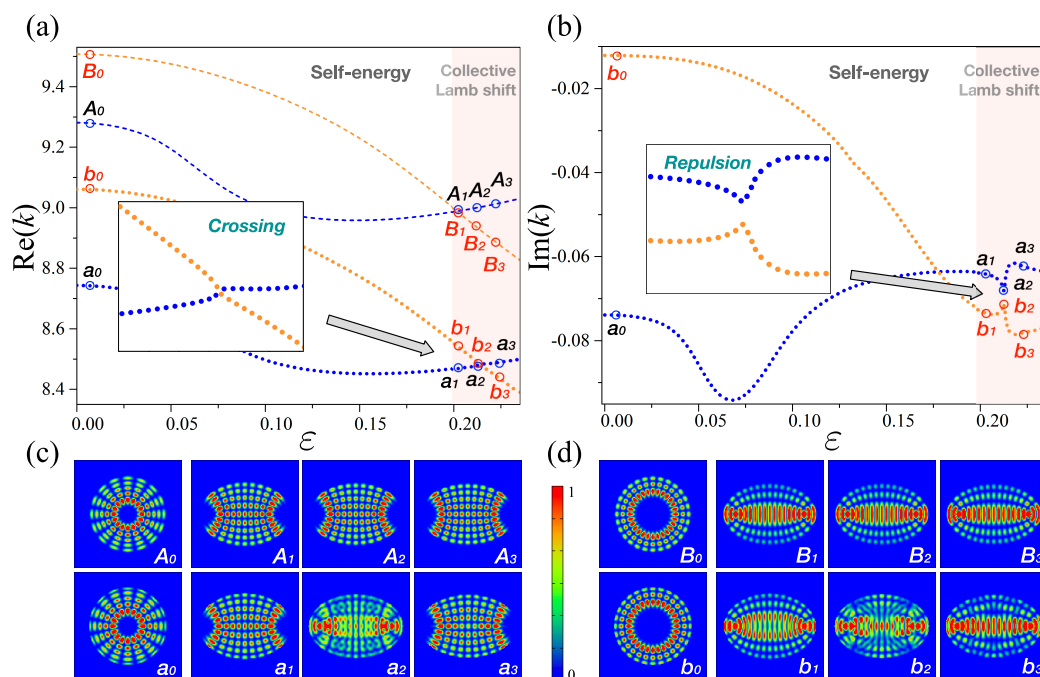 (a)
Re(k)
9.4
9.2
9.0
8.8
8.6
8.4
0.00
0.05
0.10
0.15
0.20
ε
Self-energy
Collective
Lamb shift
B0
A0
b0
a0
Crossing
A1 A2 A3
B1
B2
B3
b1
b2
b3
a1
a2
a3
(b)
Im(k)
-0.02
-0.04
-0.06
-0.08
0.00
0.05
0.10
0.15
0.20
ε
Self-energy
Collective
Lamb shift
b0
a0
Repulsion
a1
a2
a3
b1
b2
b3
(c)
A0 A1 A2 A3
a0 a1 a2 a3
1
0
(d)
B0 B1 B2 B3
b0 b1 b2 b3